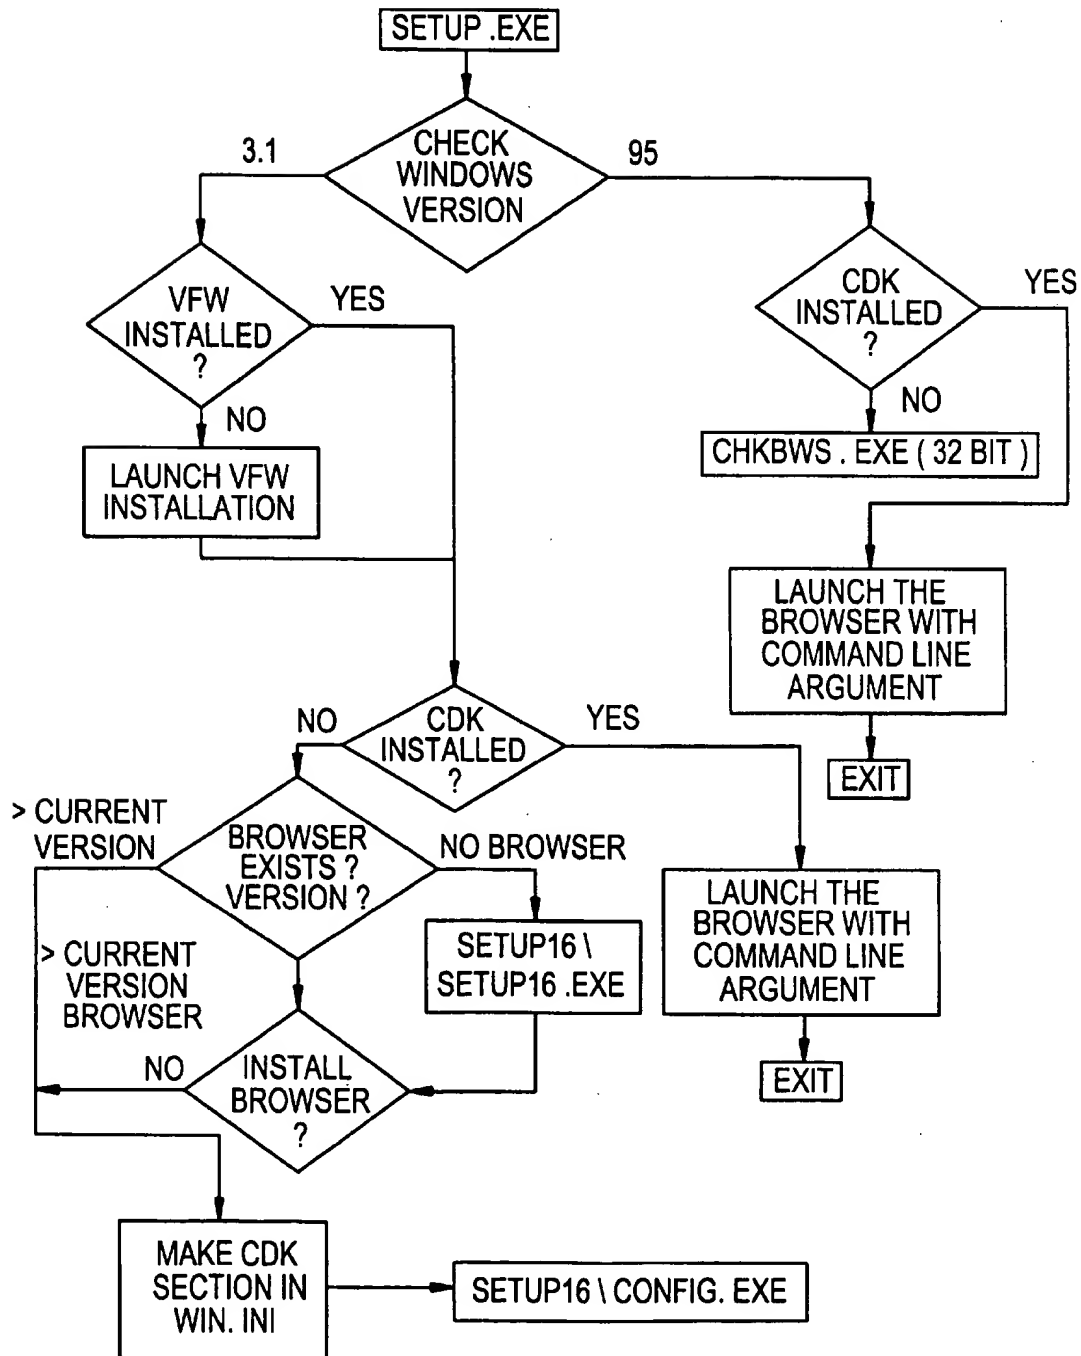 SETUP .EXE
CHECK
WINDOWS
VERSION
3.1
95
VFW
INSTALLED
?
YES
NO
LAUNCH VFW
INSTALLATION
CDK
INSTALLED
?
YES
NO
CHKBWS . EXE ( 32 BIT )
LAUNCH THE
BROWSER WITH
COMMAND LINE
ARGUMENT
EXIT
CDK
INSTALLED
?
NO
YES
> CURRENT
VERSION
BROWSER
EXISTS ?
VERSION ?
NO BROWSER
SETUP16 \
SETUP16 .EXE
LAUNCH THE
BROWSER WITH
COMMAND LINE
ARGUMENT
EXIT
> CURRENT
VERSION
BROWSER
NO
INSTALL
BROWSER
?
MAKE CDK
SECTION IN
WIN. INI
SETUP16 \ CONFIG. EXE